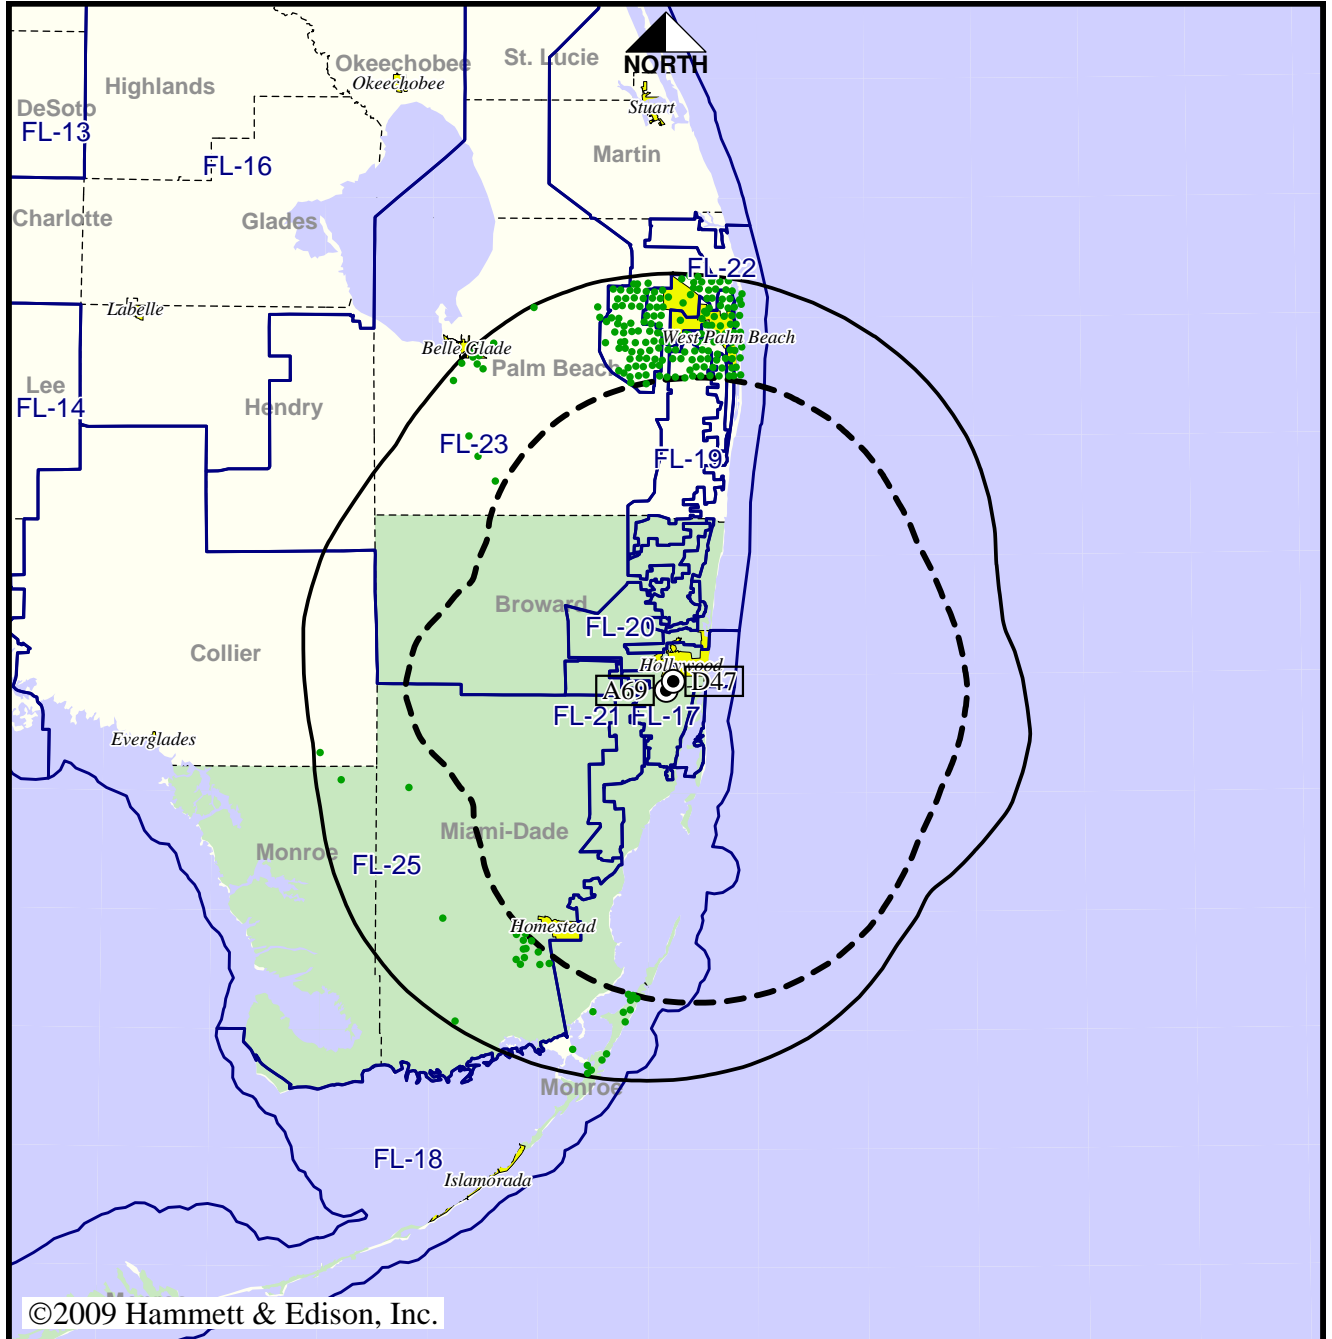 NORTH
St. Lucie
Okeechobee
Okeechobee
Highlands
DeSoto
FL-13
Stuart
FL-16
Martin
Charlotte
Glades
FL-22
Labelle
West Palm Beach
Belle Glade
Palm Beach
Lee
FL-14
Hendry
FL-23
FL-19
Broward
FL-20
Collier
Hollywood
A69
D47
FL-21
FL-17
Everglades
Miami-Dade
Monroe
FL-25
Homestead
Monroe
FL-18
Islamorada
©2009 Hammett & Edison, Inc.